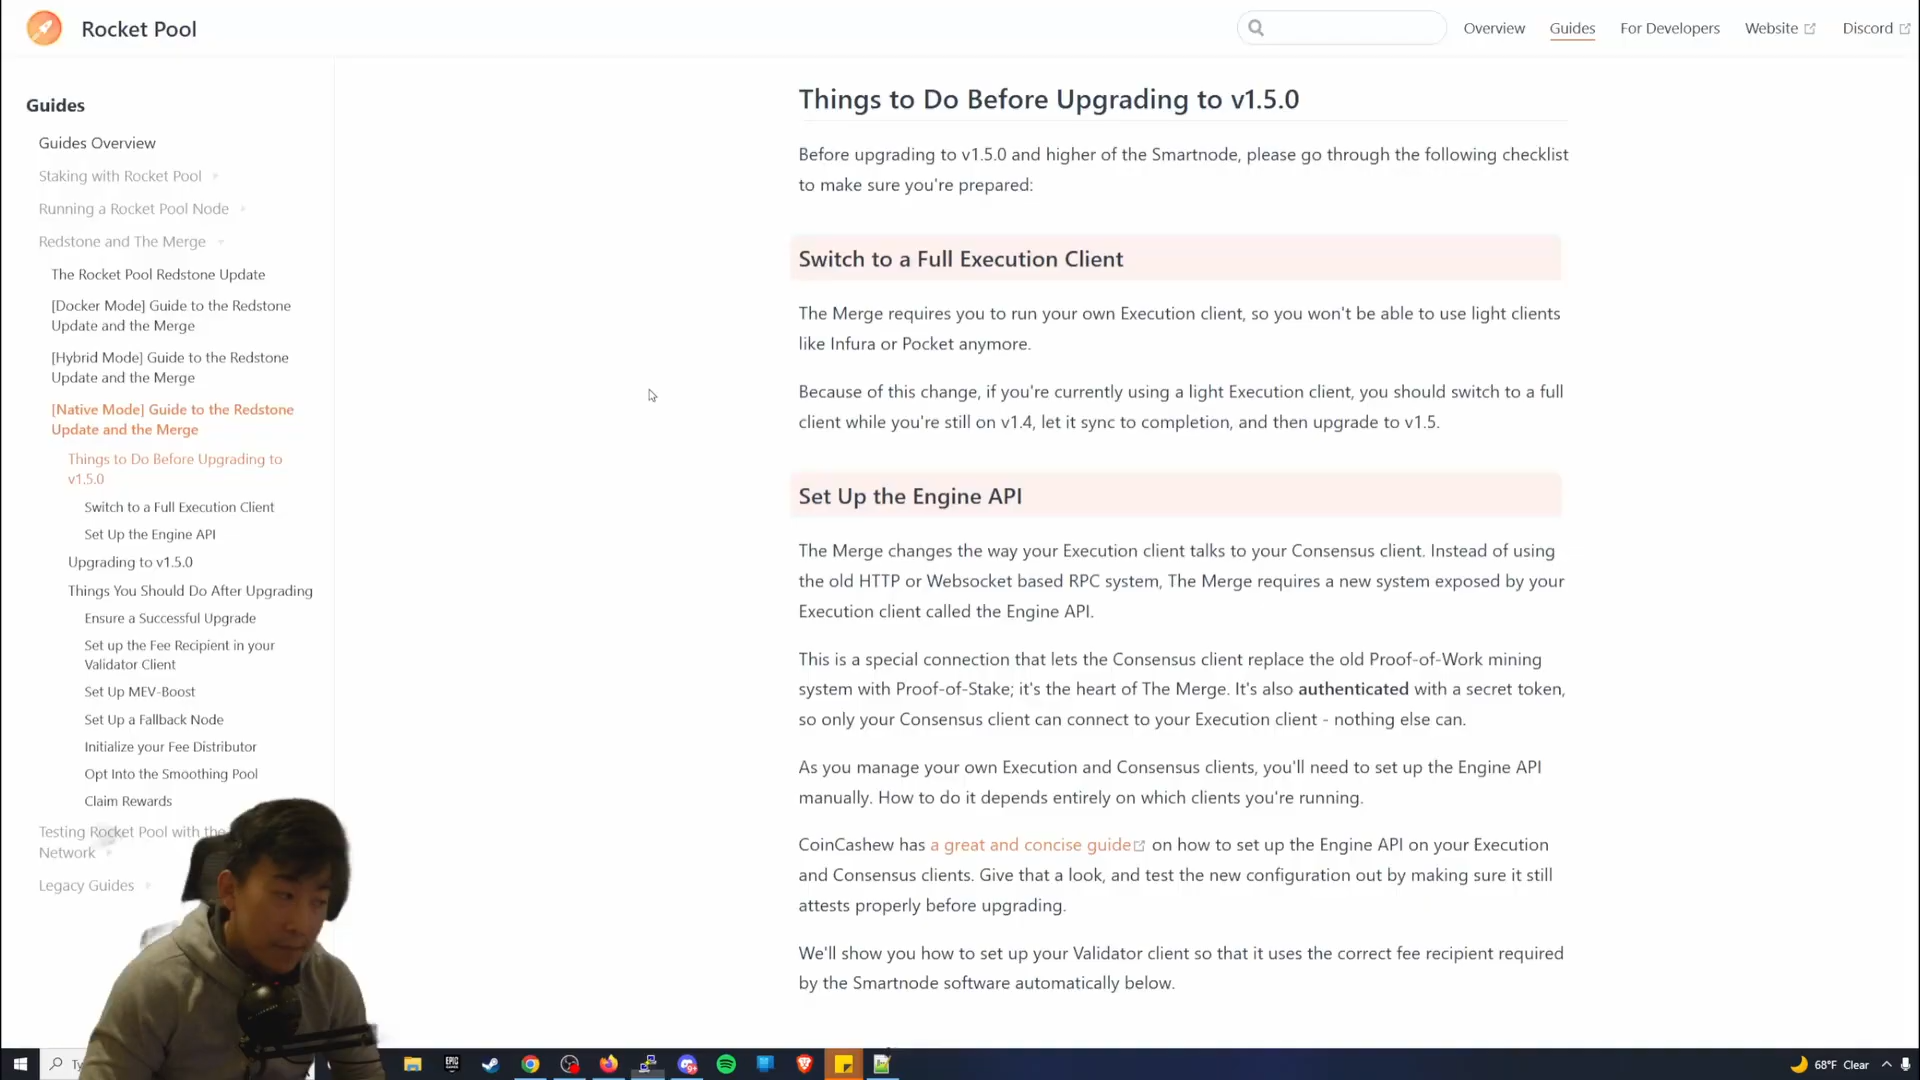 Rocket Pool
Overview
Guides
For Developers
Website
Discord
Guides
Guides Overview
Staking with Rocket Pool
Running a Rocket Pool Node
Redstone and The Merge
The Rocket Pool Redstone Update
[Docker Mode] Guide to the Redstone
Update and the Merge
[Hybrid Mode] Guide to the Redstone
Update and the Merge
[Native Mode] Guide to the Redstone
Update and the Merge
Things to Do Before Upgrading to
v1.5.0
Switch to a Full Execution Client
Set Up the Engine API
Upgrading to v1.5.0
Things You Should Do After Upgrading
Ensure a Successful Upgrade
Set up the Fee Recipient in your
Validator Client
Set Up MEV-Boost
Set Up a Fallback Node
Initialize your Fee Distributor
Opt Into the Smoothing Pool
Claim Rewards
Testing Rocket Pool with the
Network
Legacy Guides
Things to Do Before Upgrading to v1.5.0
Before upgrading to v1.5.0 and higher of the Smartnode, please go through the following checklist
to make sure you're prepared:
Switch to a Full Execution Client
The Merge requires you to run your own Execution client, so you won't be able to use light clients
like Infura or Pocket anymore.
Because of this change, if you're currently using a light Execution client, you should switch to a full
client while you're still on v1.4, let it sync to completion, and then upgrade to v1.5.
Set Up the Engine API
The Merge changes the way your Execution client talks to your Consensus client. Instead of using
the old HTTP or Websocket based RPC system, The Merge requires a new system exposed by your
Execution client called the Engine API.
This is a special connection that lets the Consensus client replace the old Proof-of-Work mining
system with Proof-of-Stake; it's the heart of The Merge. It's also authenticated with a secret token,
so only your Consensus client can connect to your Execution client - nothing else can.
As you manage your own Execution and Consensus clients, you'll need to set up the Engine API
manually. How to do it depends entirely on which clients you're running.
CoinCashew has a great and concise guide on how to set up the Engine API on your Execution
and Consensus clients. Give that a look, and test the new configuration out by making sure it still
attests properly before upgrading.
We'll show you how to set up your Validator client so that it uses the correct fee recipient required
by the Smartnode software automatically below.
EPIC
68°F Clear